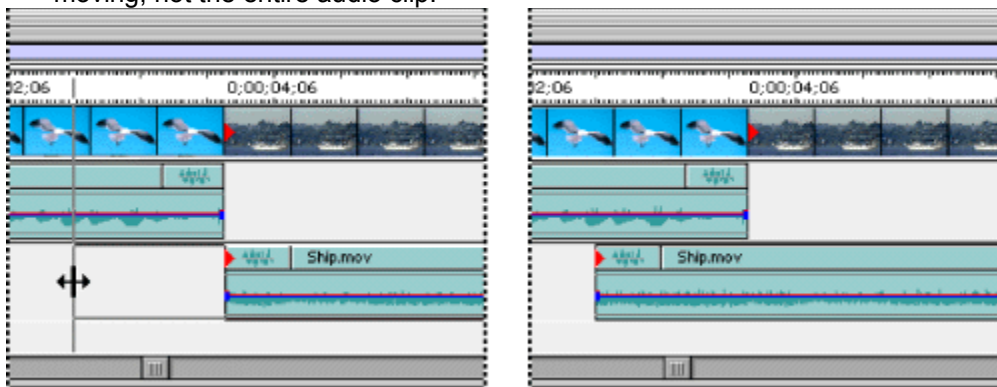 moving, not the entire audio clip.
2;06 0;00;04;06 2;06 0;00;04;06
Ship.mov Ship.mov